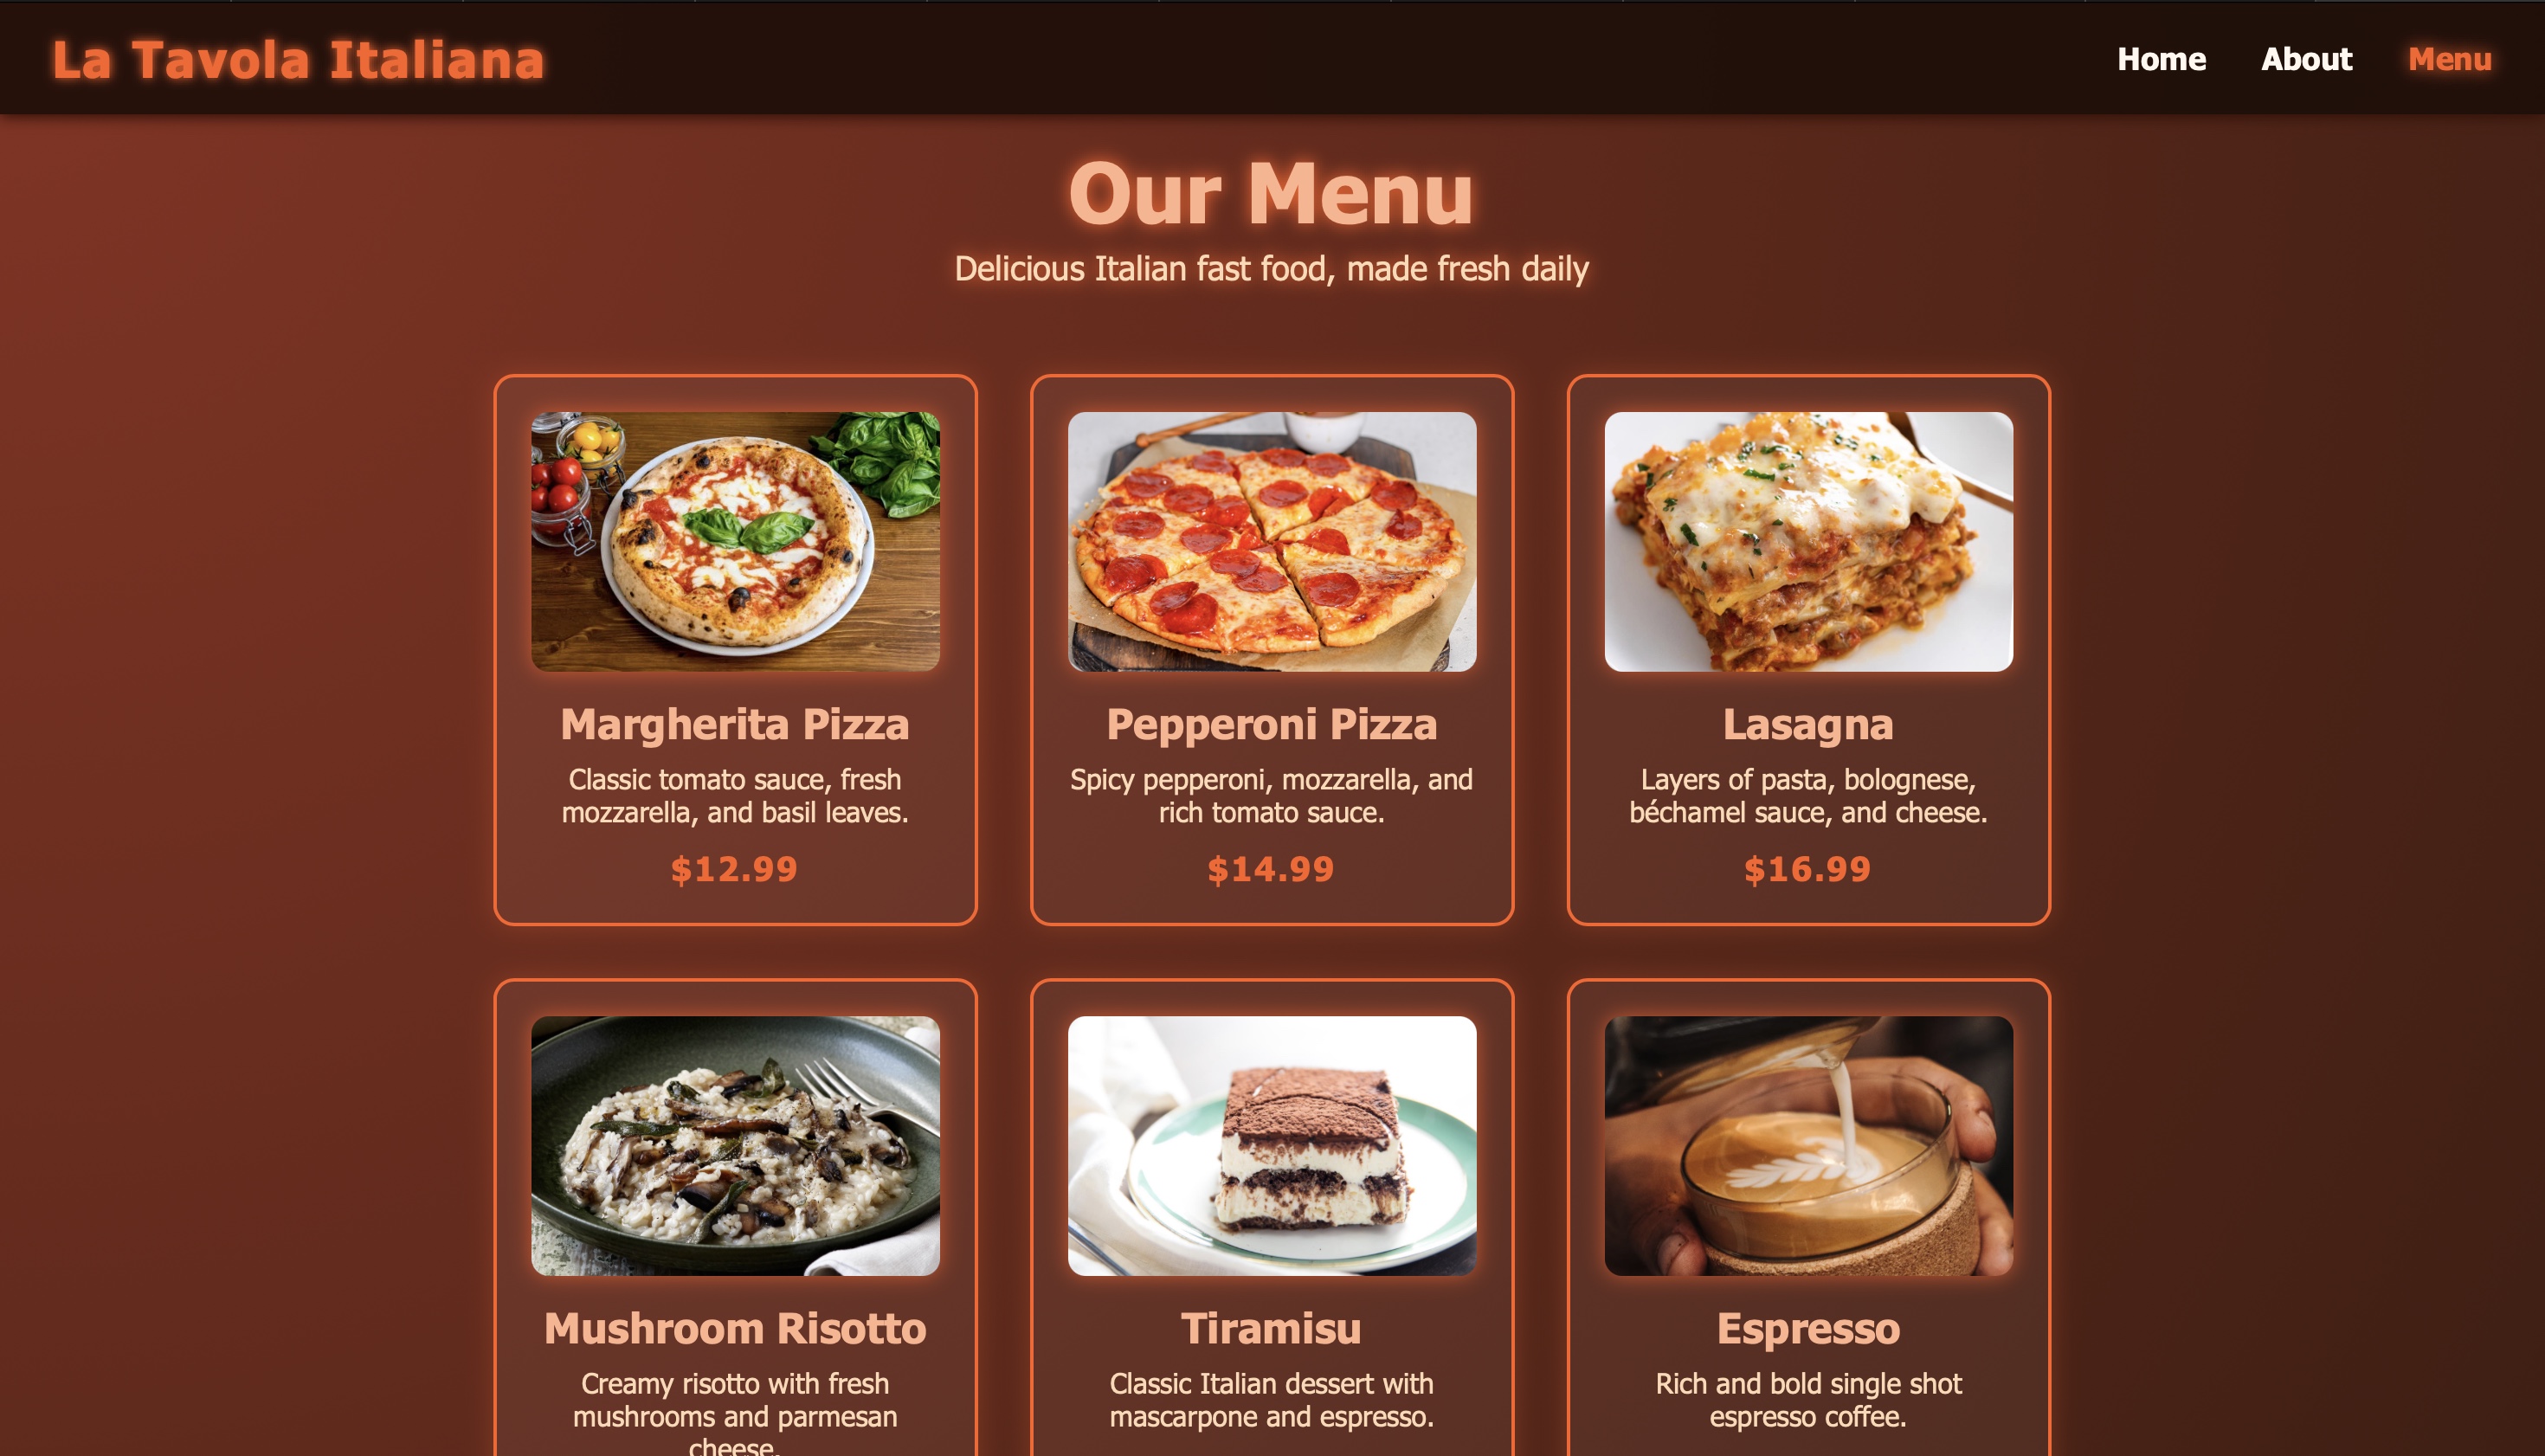 La Tavola Italiana
Home About Menu
Our Menu
Delicious Italian fast food, made fresh daily
Margherita Pizza
Classic tomato sauce, fresh
mozzarella, and basil leaves.
$12.99
Pepperoni Pizza
Spicy pepperoni, mozzarella, and
rich tomato sauce.
$14.99
Lasagna
Layers of pasta, bolognese,
béchamel sauce, and cheese.
$16.99
Mushroom Risotto
Creamy risotto with fresh
mushrooms and parmesan
cheese.
Tiramisu
Classic Italian dessert with
mascarpone and espresso.
Espresso
Rich and bold single shot
espresso coffee.